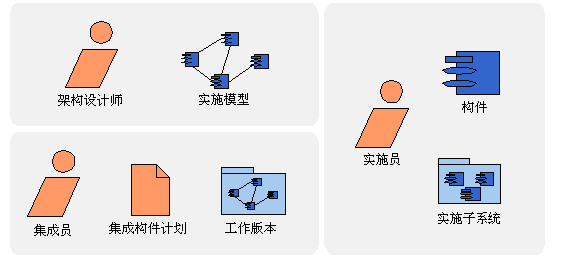 架构设计师
实施模型
集成员
集成构件计划
工作版本
实施员
构件
实施子系统